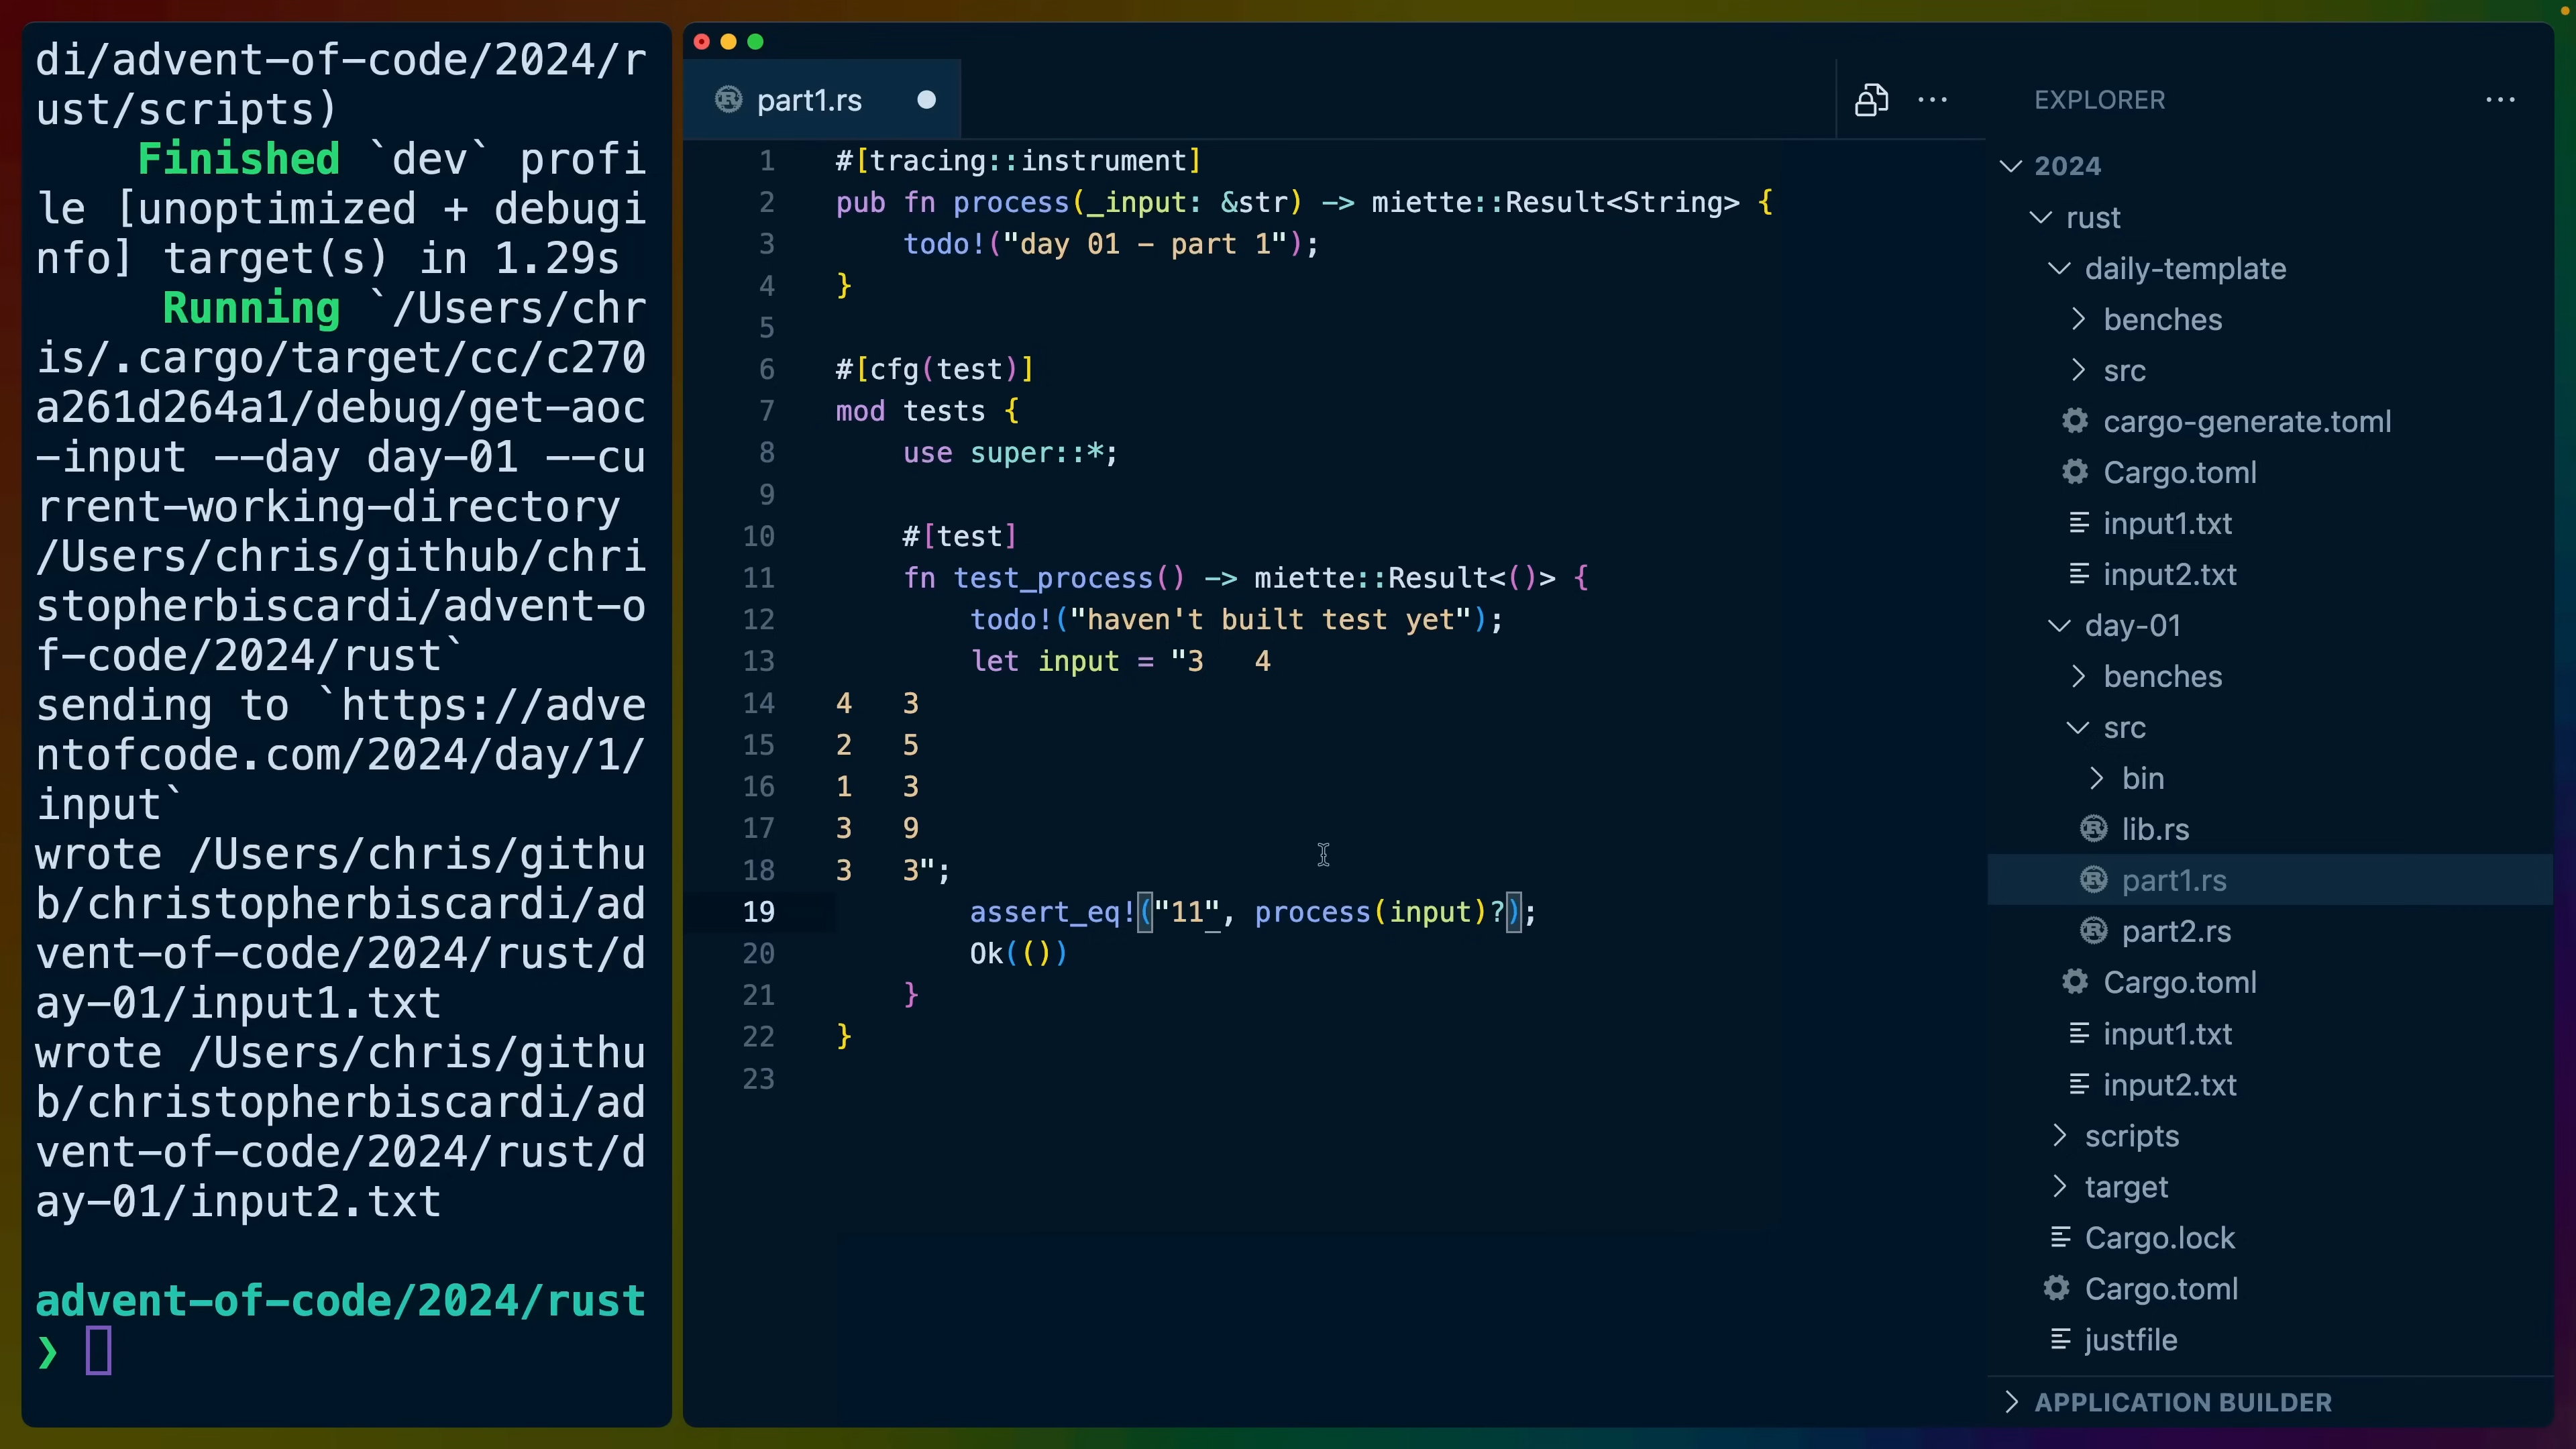 di/advent-of-code/2024/r
ust/scripts)
Finished `dev` profi
le [unoptimized + debugi
nfo] target(s) in 1.29s
Running `/Users/chr
is/.cargo/target/cc/c270
a261d264a1/debug/get-aoc
-input --day day-01 --cu
rrent-working-directory
/Users/chris/github/chri
stopherbiscardi/advent-o
f-code/2024/rust`
sending to `https://adve
ntofcode.com/2024/day/1/
input`
wrote /Users/chris/githu
b/christopherbiscardi/ad
vent-of-code/2024/rust/d
ay-01/input1.txt
wrote /Users/chris/githu
b/christopherbiscardi/ad
vent-of-code/2024/rust/d
ay-01/input2.txt
advent-of-code/2024/rust
❯
part1.rs
1 #[tracing::instrument]
2 pub fn process(_input: &str) -> miette::Result<String> {
3     todo!("day 01 - part 1");
4 }
5
6 #[cfg(test)]
7 mod tests {
8     use super::*;
9
10     #[test]
11     fn test_process() -> miette::Result<()> {
12         todo!("haven't built test yet");
13         let input = "3   4
14 4   3
15 2   5
16 1   3
17 3   9
18 3   3";
19         assert_eq!("11", process(input)?);
20         Ok(())
21     }
22 }
23
EXPLORER
2024
rust
daily-template
benches
src
cargo-generate.toml
Cargo.toml
input1.txt
input2.txt
day-01
benches
src
bin
lib.rs
part1.rs
part2.rs
Cargo.toml
input1.txt
input2.txt
scripts
target
Cargo.lock
Cargo.toml
justfile
APPLICATION BUILDER